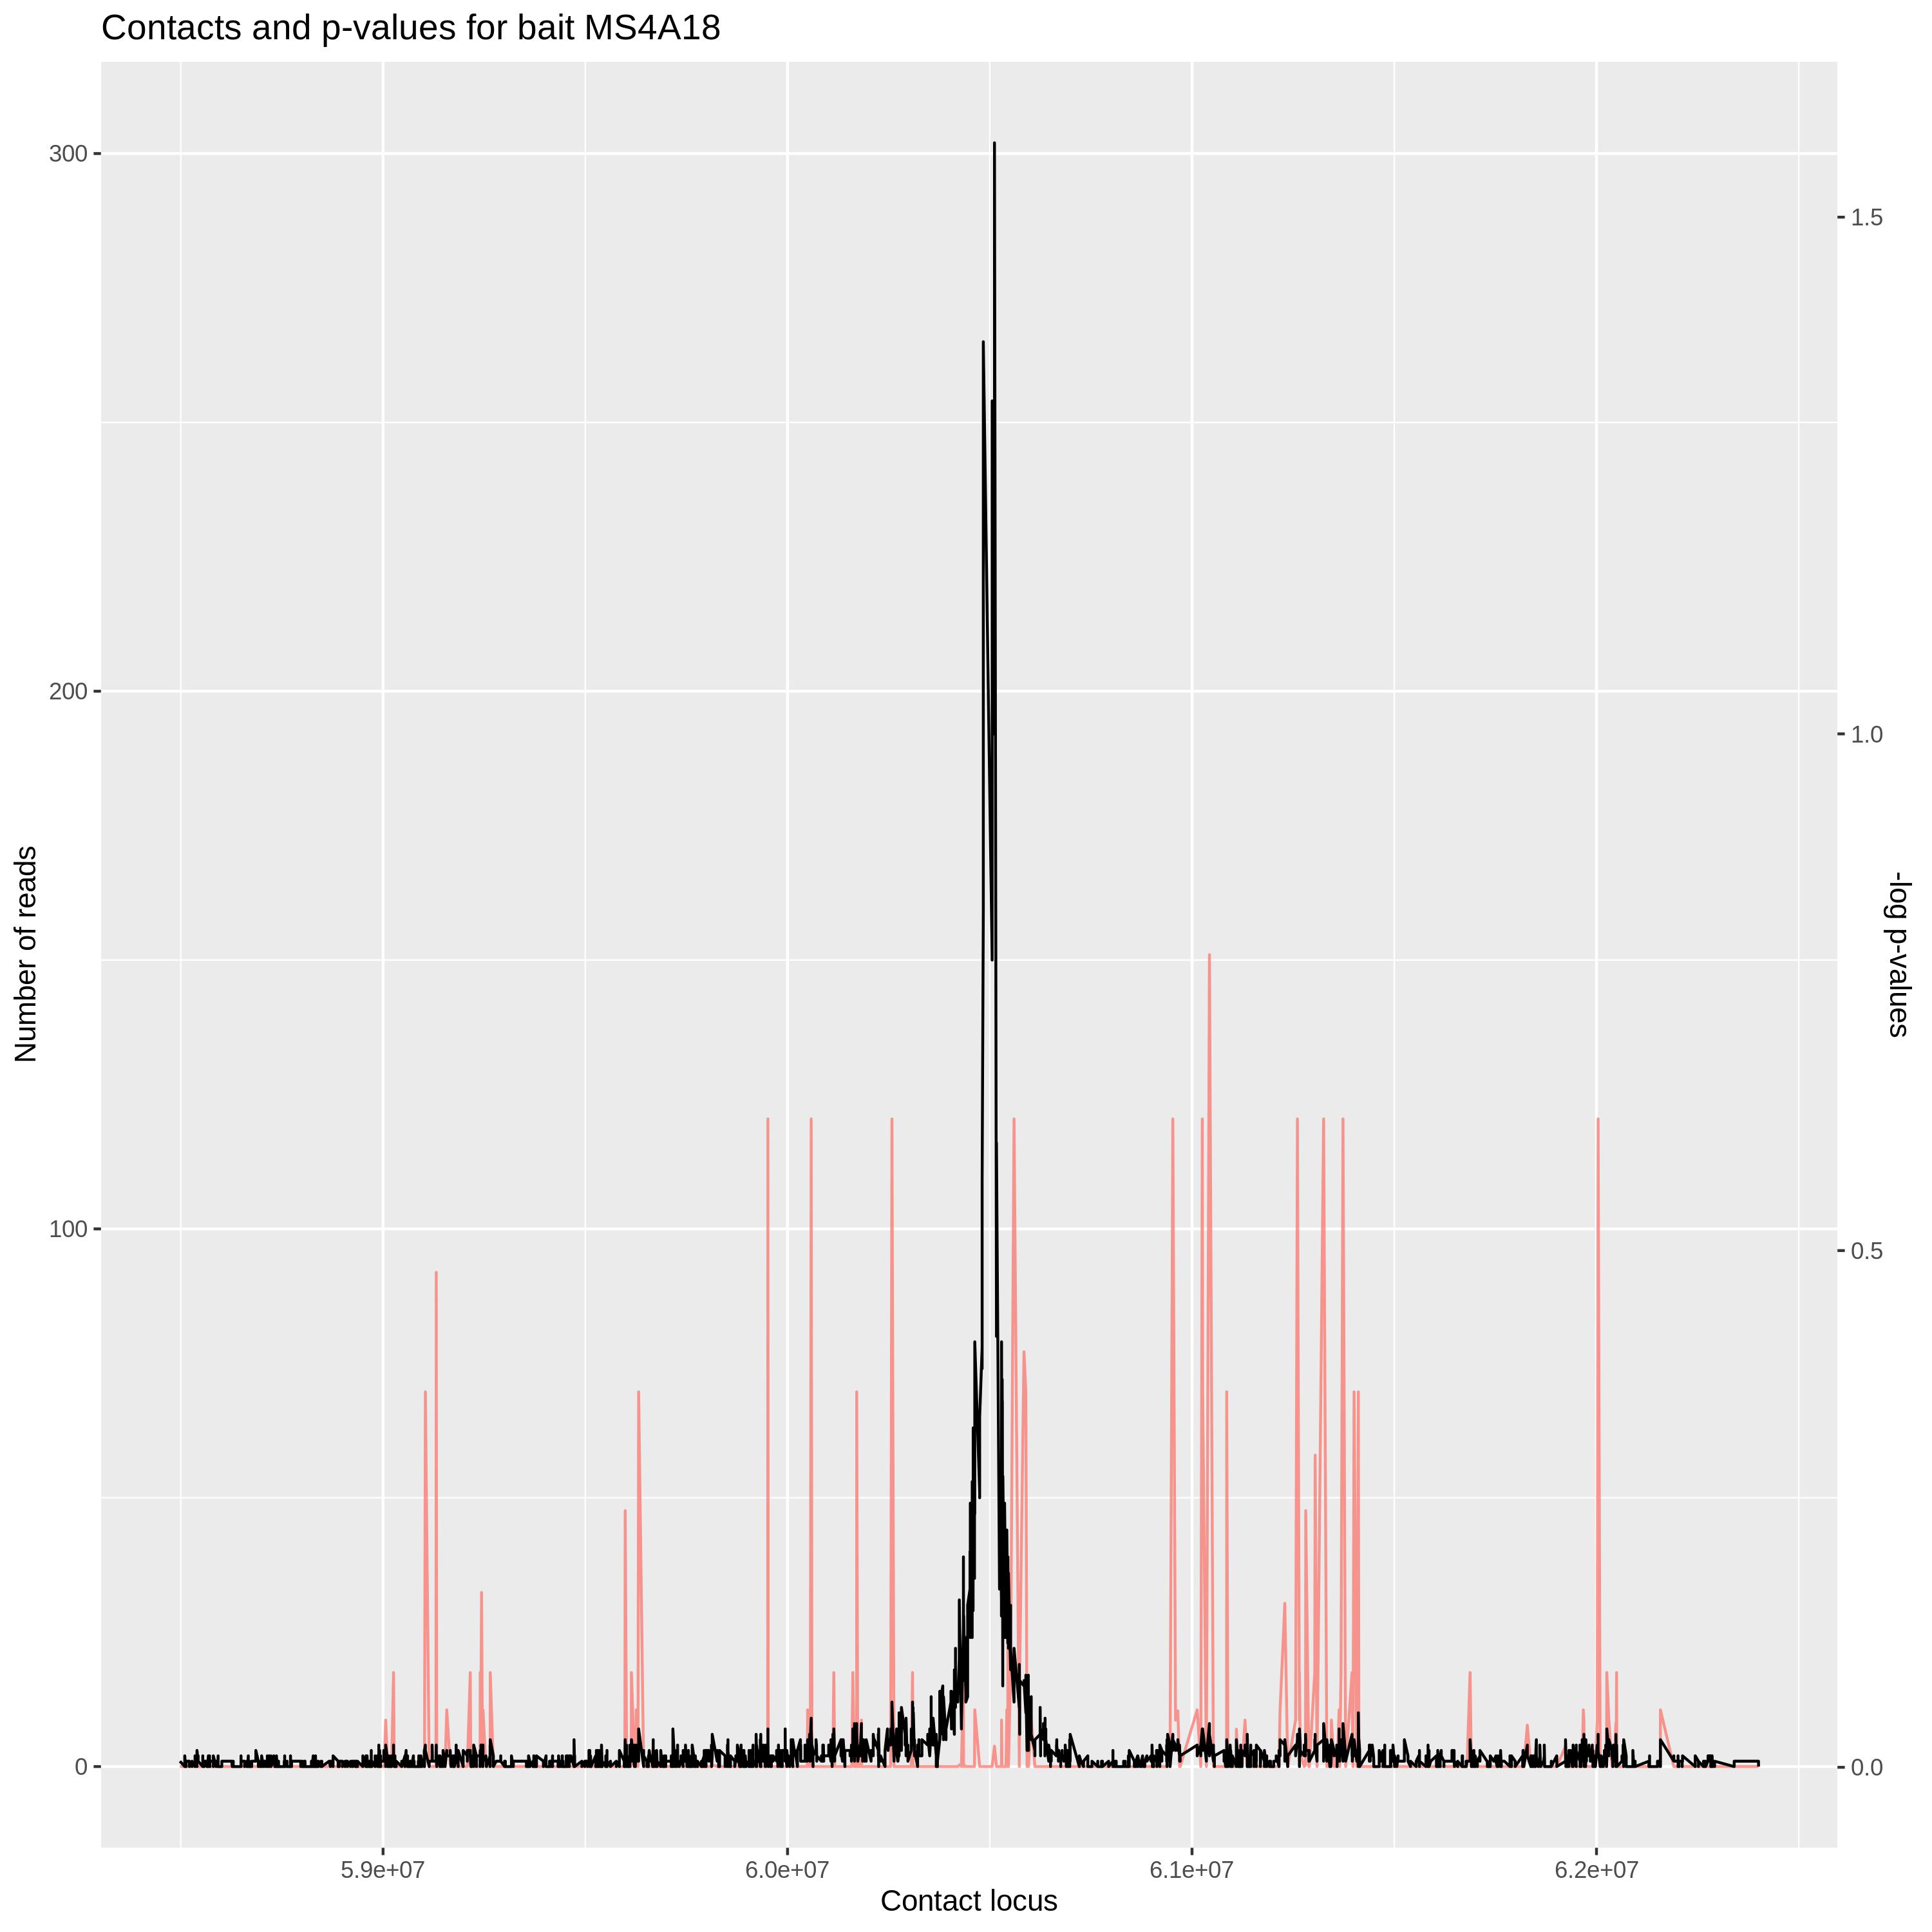 Contacts and p-values for bait MS4A18
300
200
100
0
Number of reads
1.5
1.0
0.5
0.0
-log p-values
5.9e+07
6.0e+07
6.1e+07
6.2e+07
Contact locus